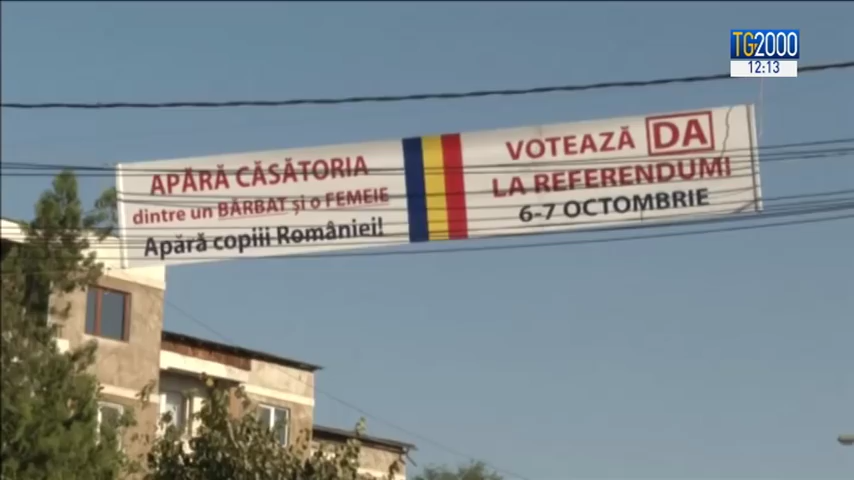 TG2000
12:13
APĂRĂ CĂSĂTORIA
dintre un BĂRBAT și o FEMEIE
Apără copiii României!
VOTEAZĂ DA
LA REFERENDUM!
6-7 OCTOMBRIE